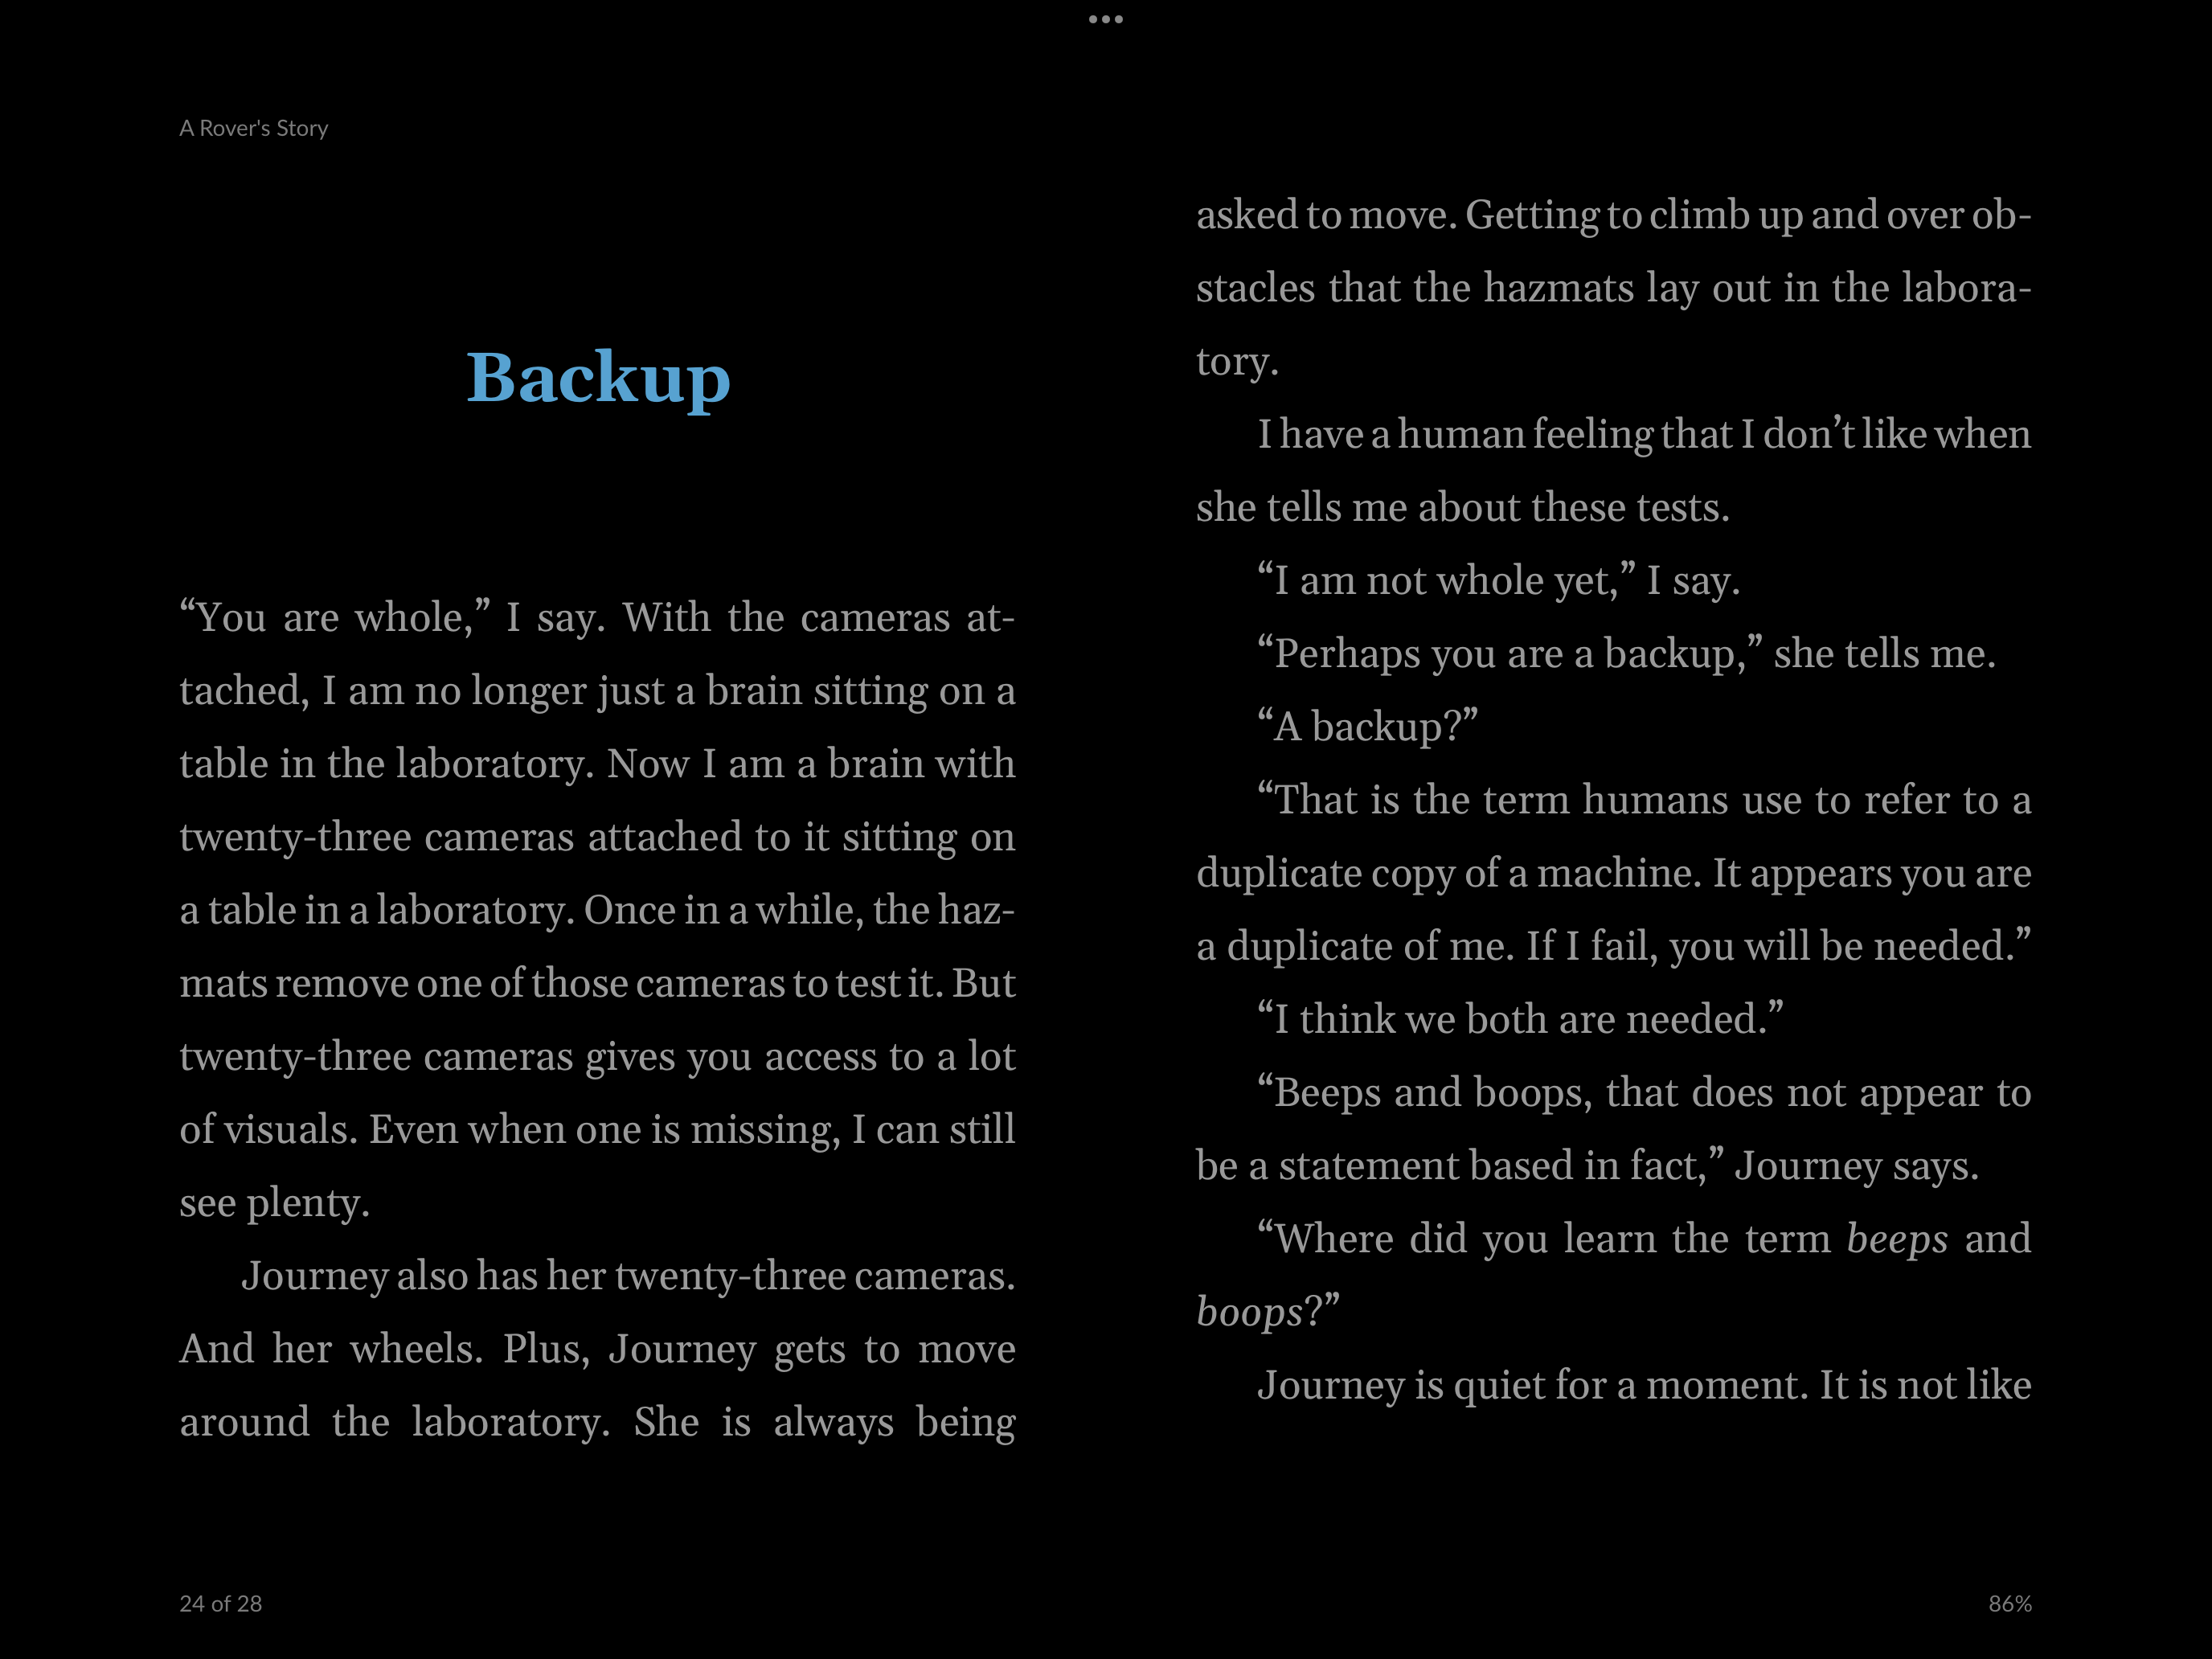 A Rover's Story
Backup
“You are whole,” I say. With the cameras at-
tached, I am no longer just a brain sitting on a
table in the laboratory. Now I am a brain with
twenty-three cameras attached to it sitting on
a table in a laboratory. Once in a while, the haz-
mats remove one of those cameras to test it. But
twenty-three cameras gives you access to a lot
of visuals. Even when one is missing, I can still
see plenty.
Journey also has her twenty-three cameras.
And her wheels. Plus, Journey gets to move
around the laboratory. She is always being
asked to move. Getting to climb up and over ob-
stacles that the hazmats lay out in the labora-
tory.
I have a human feeling that I don’t like when
she tells me about these tests.
“I am not whole yet,” I say.
“Perhaps you are a backup,” she tells me.
“A backup?”
“That is the term humans use to refer to a
duplicate copy of a machine. It appears you are
a duplicate of me. If I fail, you will be needed.”
“I think we both are needed.”
“Beeps and boops, that does not appear to
be a statement based in fact,” Journey says.
“Where did you learn the term beeps and
boops?”
Journey is quiet for a moment. It is not like
24 of 28
86%